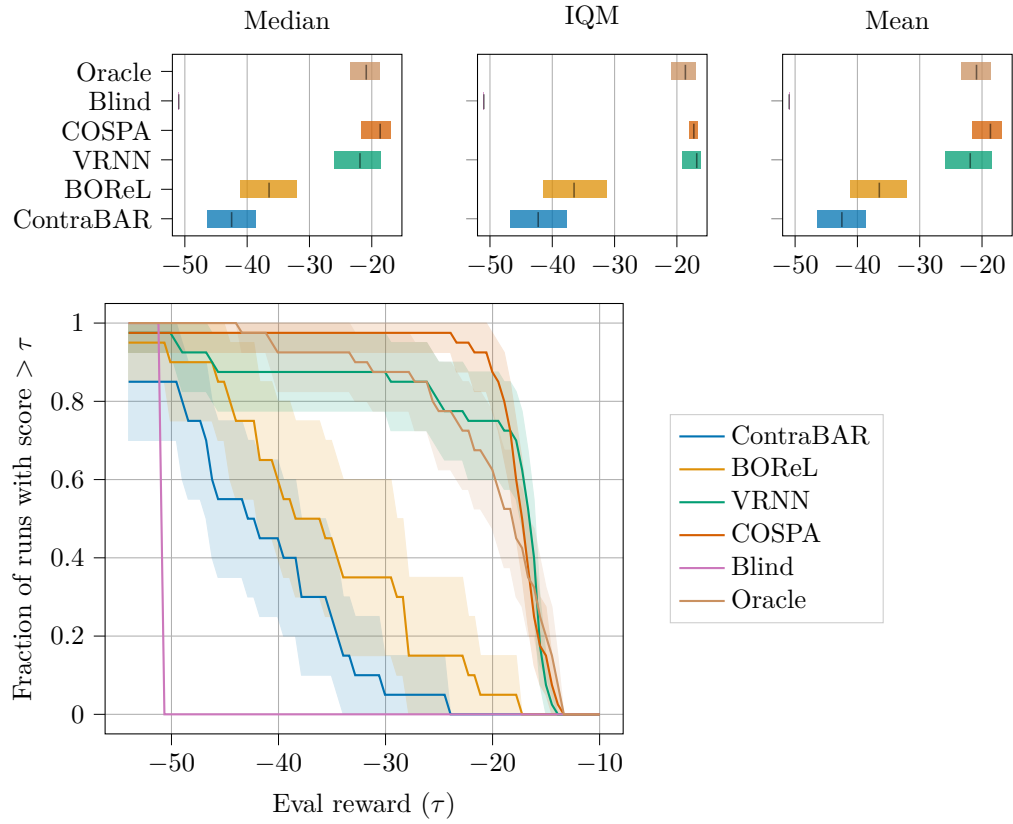 Median
IQM
Mean
Oracle
Blind
COSPA
VRNN
BOReL
ContraBAR
−50 −40 −30 −20
−50 −40 −30 −20
−50 −40 −30 −20
1
0.8
0.6
0.4
0.2
0
Fraction of runs with score > τ
−50 −40 −30 −20 −10
Eval reward (τ)
ContraBAR
BOReL
VRNN
COSPA
Blind
Oracle